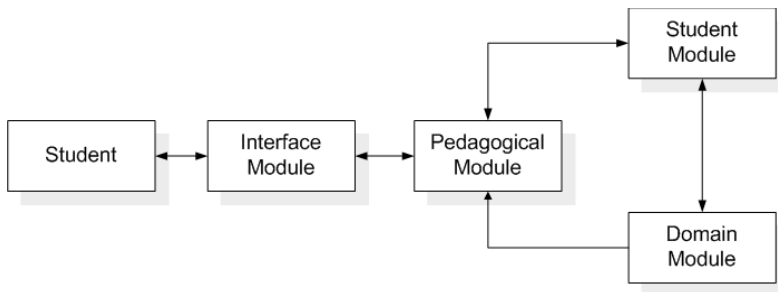 Student
Module
Student
Interface
Module
Pedagogical
Module
Domain
Module